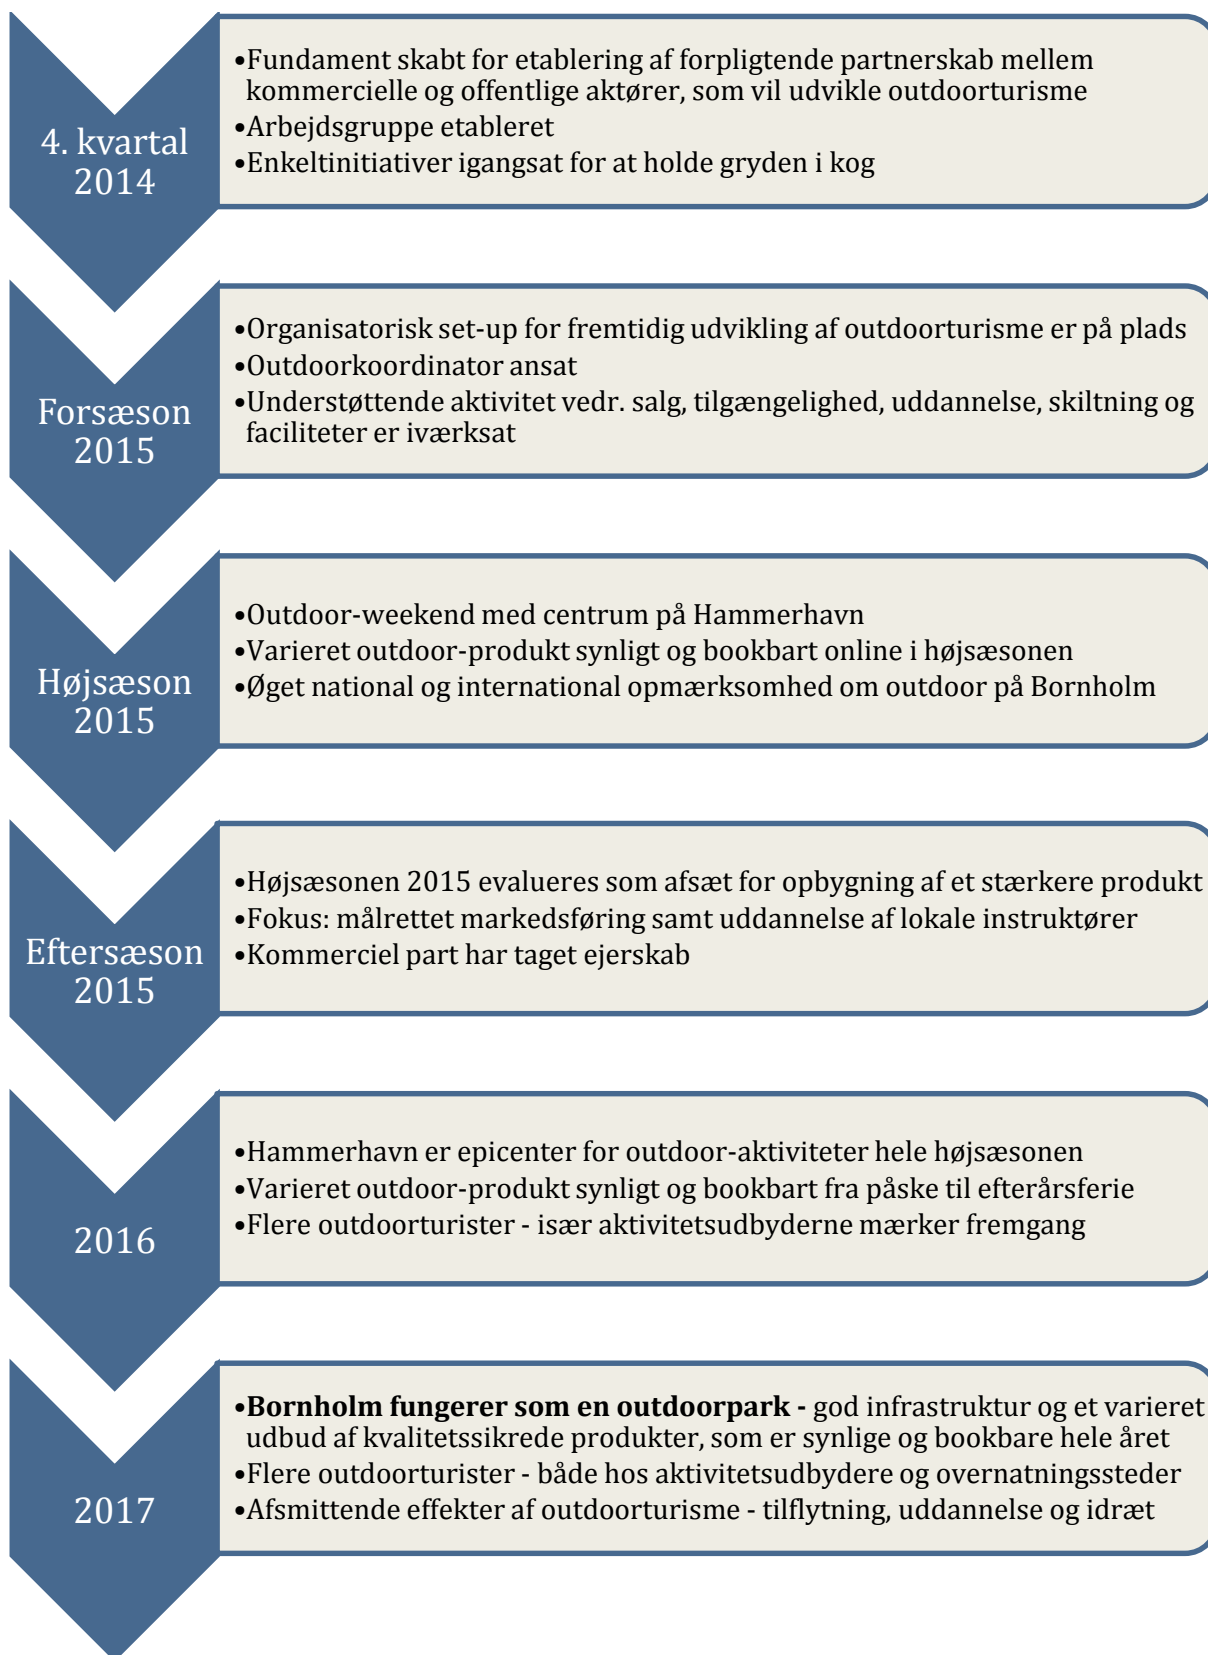 4. kvartal
2014
•Fundament skabt for etablering af forpligtende partnerskab mellem
kommercielle og offentlige aktører, som vil udvikle outdoorturisme
•Arbejdsgruppe etableret
•Enkeltinitiativer igangsat for at holde gryden i kog
Forsæson
2015
•Organisatorisk set-up for fremtidig udvikling af outdoorturisme er på plads
•Outdoorkoordinator ansat
•Understøttende aktivitet vedr. salg, tilgængelighed, uddannelse, skiltning og
faciliteter er iværksat
Højsæson
2015
•Outdoor-weekend med centrum på Hammerhavn
•Varieret outdoor-produkt synligt og bookbart online i højsæsonen
•Øget national og international opmærksomhed om outdoor på Bornholm
Eftersæson
2015
•Højsæsonen 2015 evalueres som afsæt for opbygning af et stærkere produkt
•Fokus: målrettet markedsføring samt uddannelse af lokale instruktører
•Kommerciel part har taget ejerskab
2016
•Hammerhavn er epicenter for outdoor-aktiviteter hele højsæsonen
•Varieret outdoor-produkt synligt og bookbart fra påske til efterårsferie
•Flere outdoorturister - især aktivitetsudbyderne mærker fremgang
2017
•Bornholm fungerer som en outdoorpark - god infrastruktur og et varieret
udbud af kvalitetssikrede produkter, som er synlige og bookbare hele året
•Flere outdoorturister - både hos aktivitetsudbydere og overnatningssteder
•Afsmittende effekter af outdoorturisme - tilflytning, uddannelse og idræt